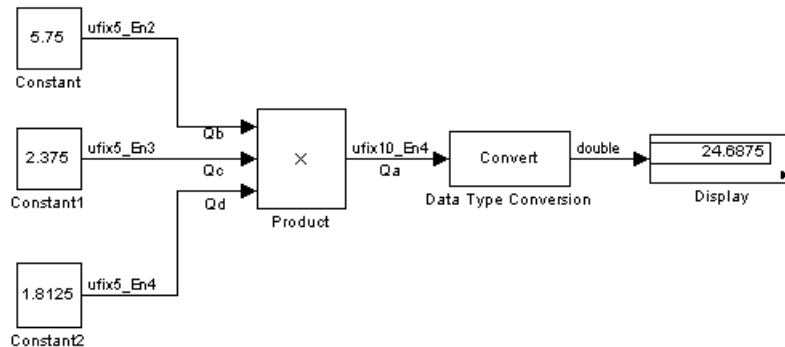 5.75
ufix5_En2
Constant
Qb
2.375
ufix5_En3
Constant1
Qc
Qd
×
Product
ufix10_En4
Qa
Convert
Data Type Conversion
double
24.6875
Display
1.8125
ufix5_En4
Constant2